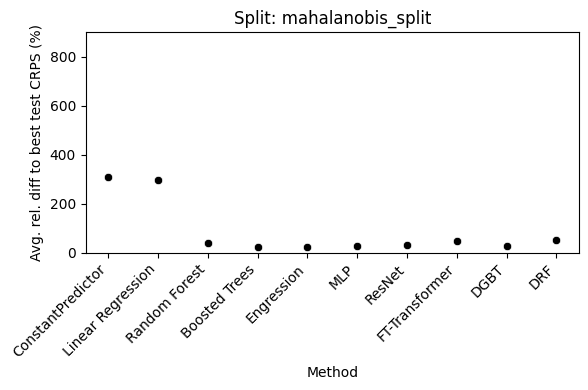 Split: mahalanobis_split
Avg. rel. diff to best test CRPS (%)
800
600
400
200
0
ConstantPredictor
Linear Regression
Random Forest
Boosted Trees
Engression
MLP
ResNet
FT-Transformer
DGBT
DRF
Method